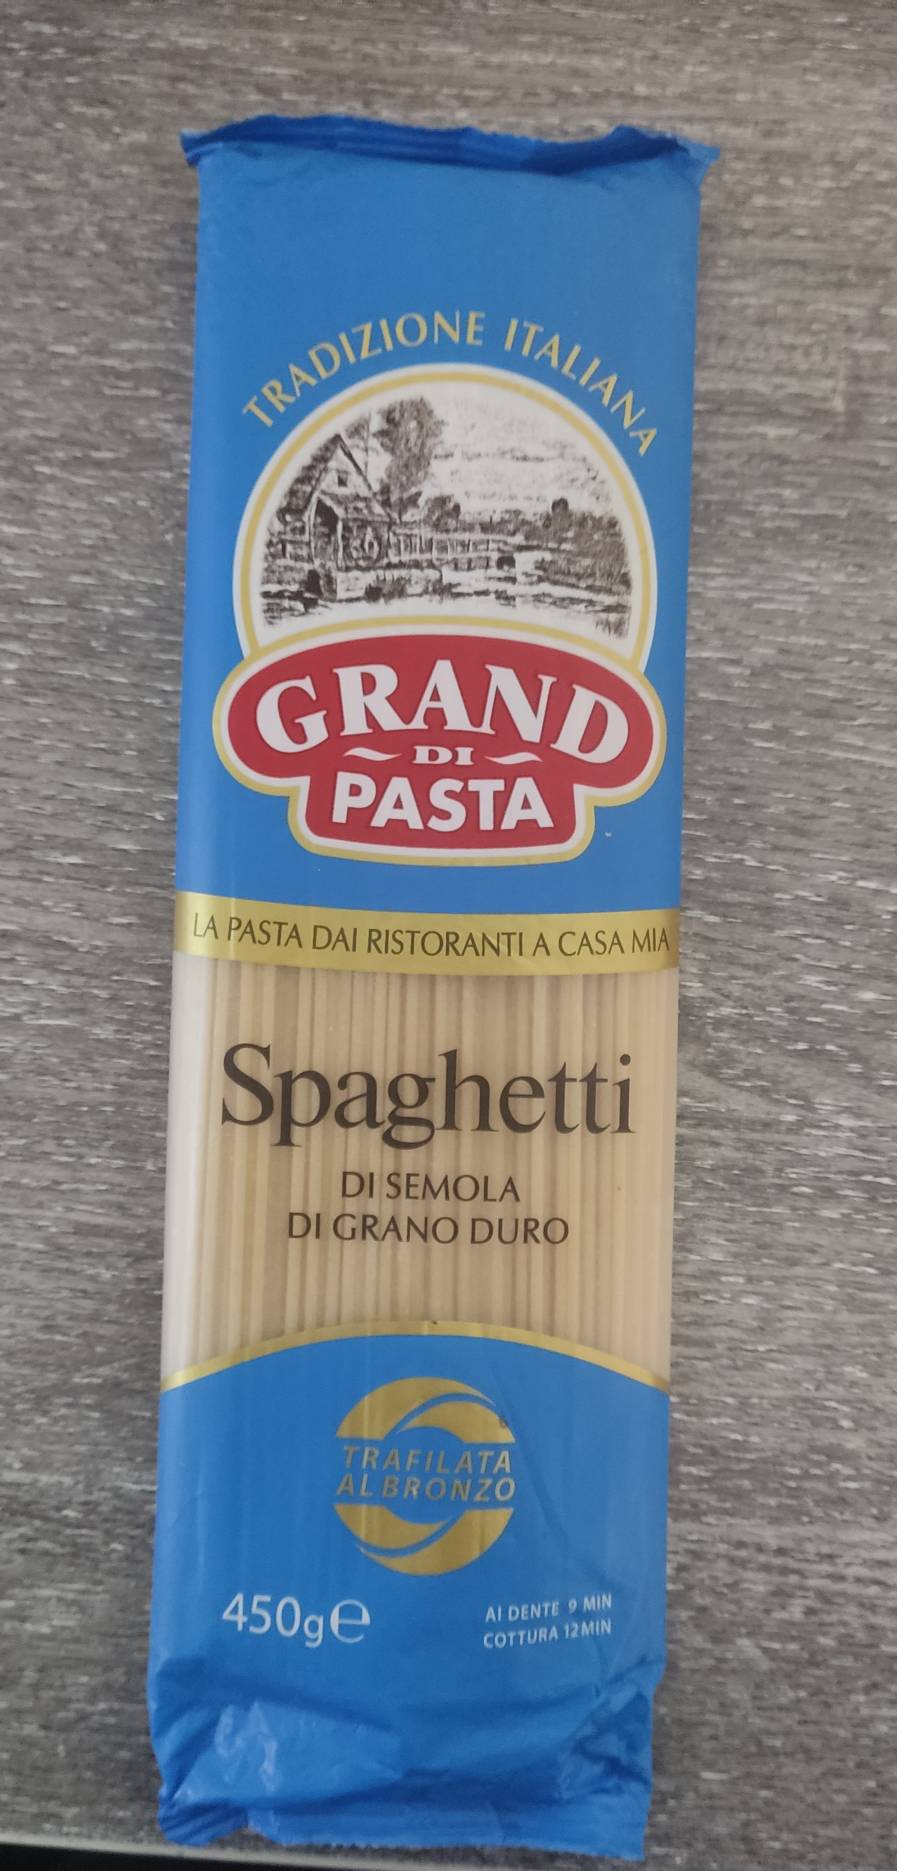 TRADIZIONE ITALIANA
GRAND
DI
PASTA
LA PASTA DAI RISTORANTI A CASA MIA
Spaghetti
DI SEMOLA
DI GRANO DURO
TRAFILATA
AL BRONZO
450g℮
Al DENTE 9 MIN
COTTURA 12 MIN